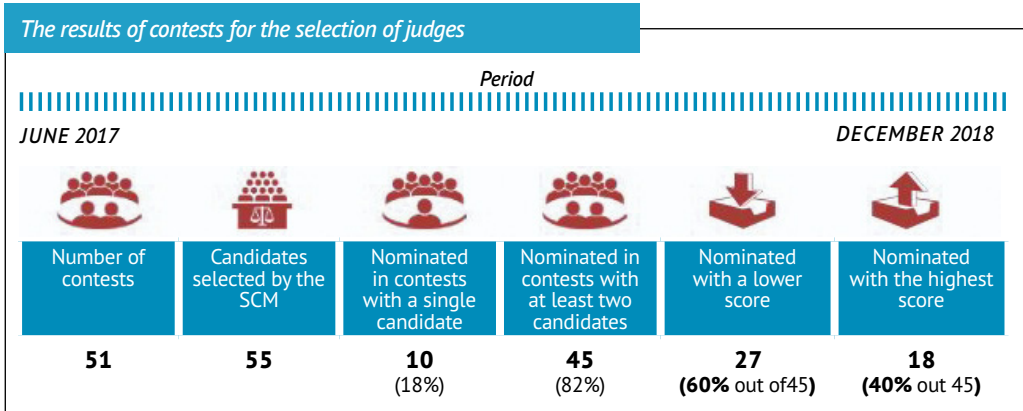 The results of contests for the selection of judges
Period
JUNE 2017
DECEMBER 2018
Number of
contests
Candidates
selected by the
SCM
Nominated
in contests
with a single
candidate
Nominated in
contests with
at least two
candidates
Nominated
with a lower
score
Nominated
with the highest
score
51
55
10
(18%)
45
(82%)
27
(60% out of45)
18
(40% out 45)